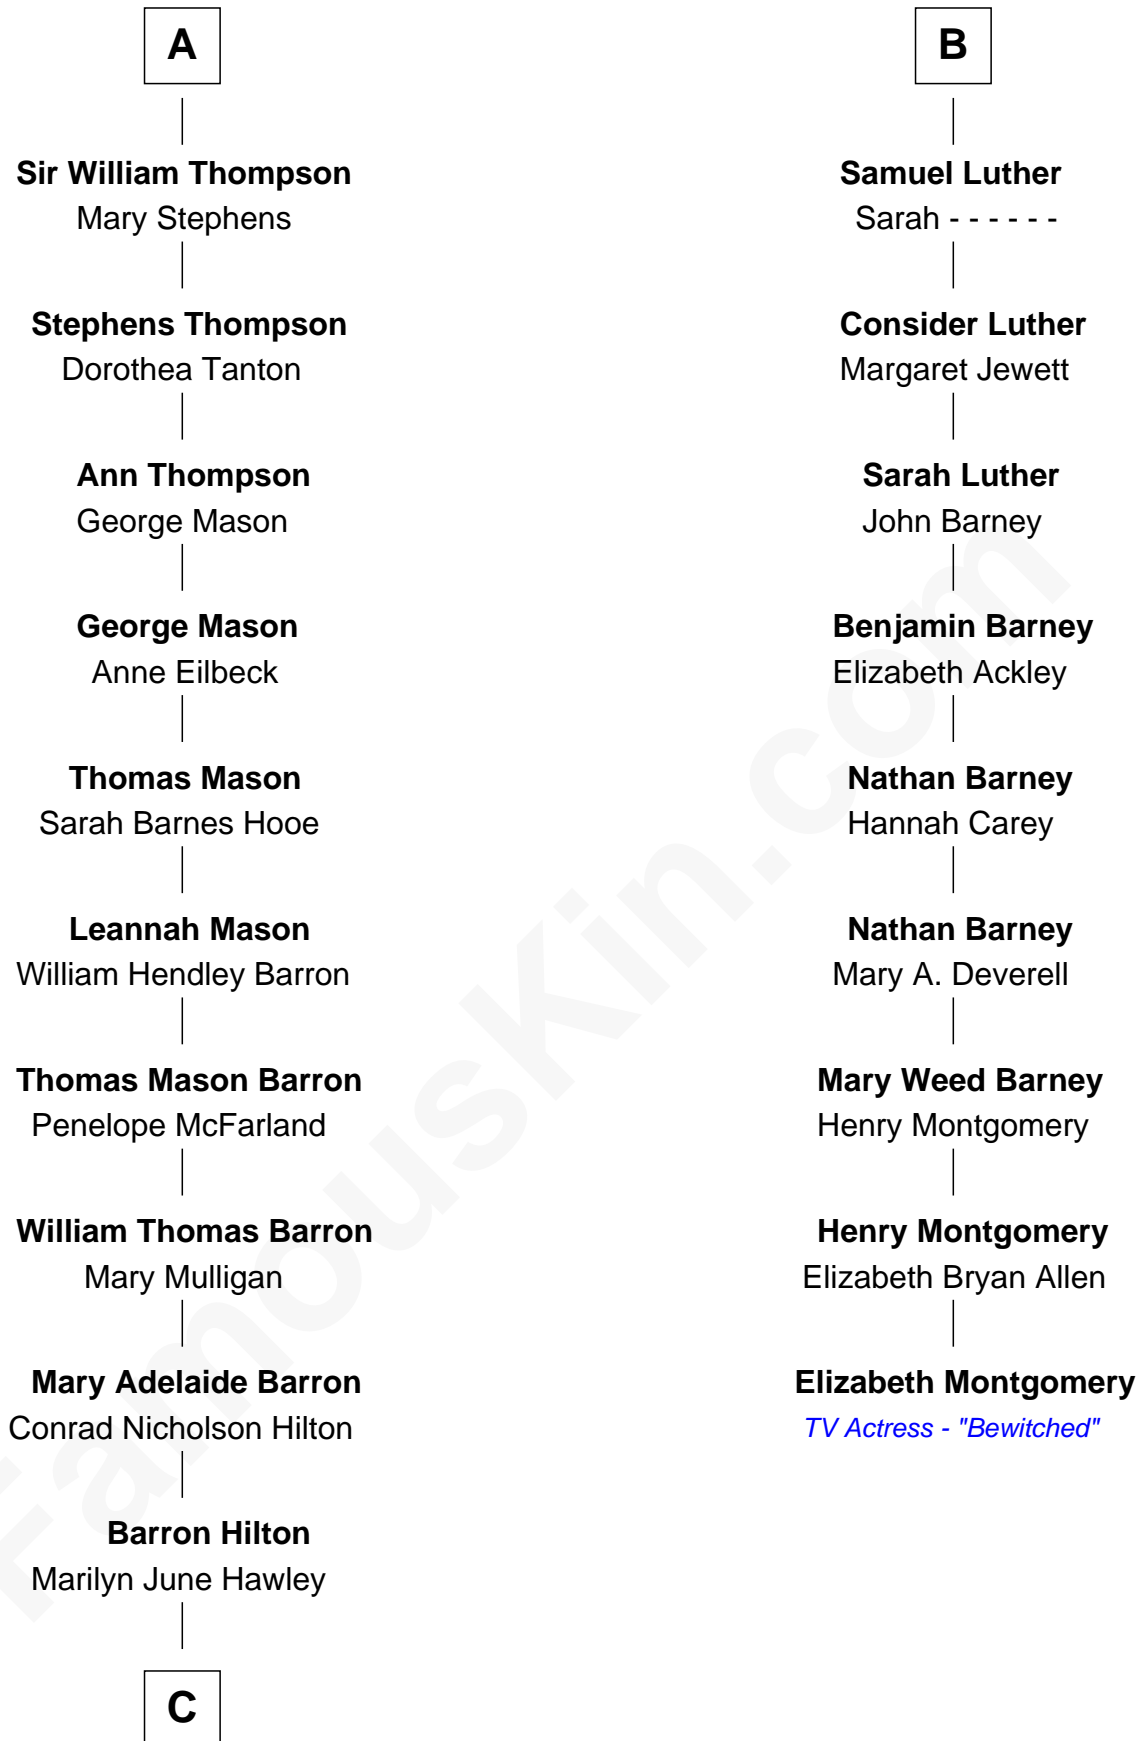 A
Sir William Thompson
Mary Stephens
Stephens Thompson
Dorothea Tanton
Ann Thompson
George Mason
George Mason
Anne Eilbeck
Thomas Mason
Sarah Barnes Hooe
Leannah Mason
William Hendley Barron
Thomas Mason Barron
Penelope McFarland
William Thomas Barron
Mary Mulligan
Mary Adelaide Barron
Conrad Nicholson Hilton
Barron Hilton
Marilyn June Hawley
C
B
Samuel Luther
Sarah - - - - - -
Consider Luther
Margaret Jewett
Sarah Luther
John Barney
Benjamin Barney
Elizabeth Ackley
Nathan Barney
Hannah Carey
Nathan Barney
Mary A. Deverell
Mary Weed Barney
Henry Montgomery
Henry Montgomery
Elizabeth Bryan Allen
Elizabeth Montgomery
TV Actress - "Bewitched"
FamousKin.com